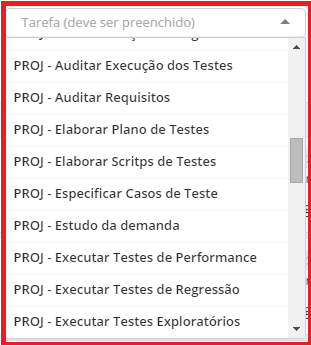 Tarefa (deve ser preenchido)
PROJ - Auditar Execução dos Testes
PROJ - Auditar Requisitos
PROJ - Elaborar Plano de Testes
PROJ - Elaborar Scritps de Testes
PROJ - Especificar Casos de Teste
PROJ - Estudo da demanda
PROJ - Executar Testes de Performance
PROJ - Executar Testes de Regressão
PROJ - Executar Testes Exploratórios